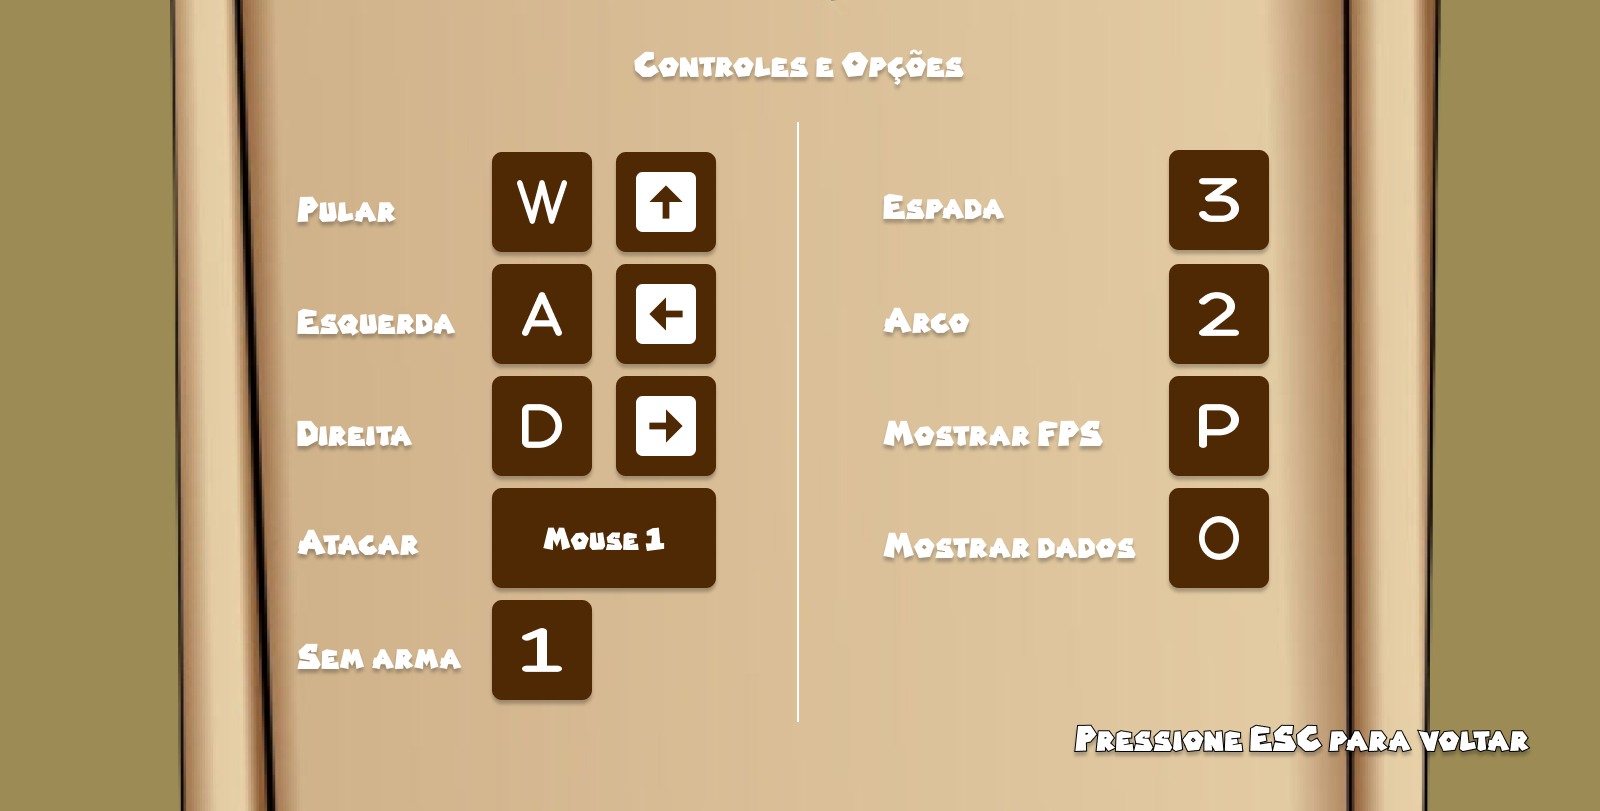 Controles e Opções
Pular W ↑
Esquerda A ←
Direita D →
Atacar Mouse 1
Sem arma 1
Espada 3
Arco 2
Mostrar FPS P
Mostrar dados O
Pressione ESC para voltar